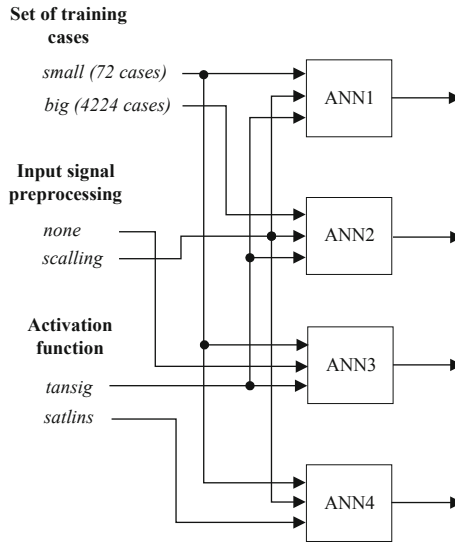 Set of training
cases
small (72 cases)
big (4224 cases)
Input signal
preprocessing
none
scalling
Activation
function
tansig
satlins
ANN1
ANN2
ANN3
ANN4